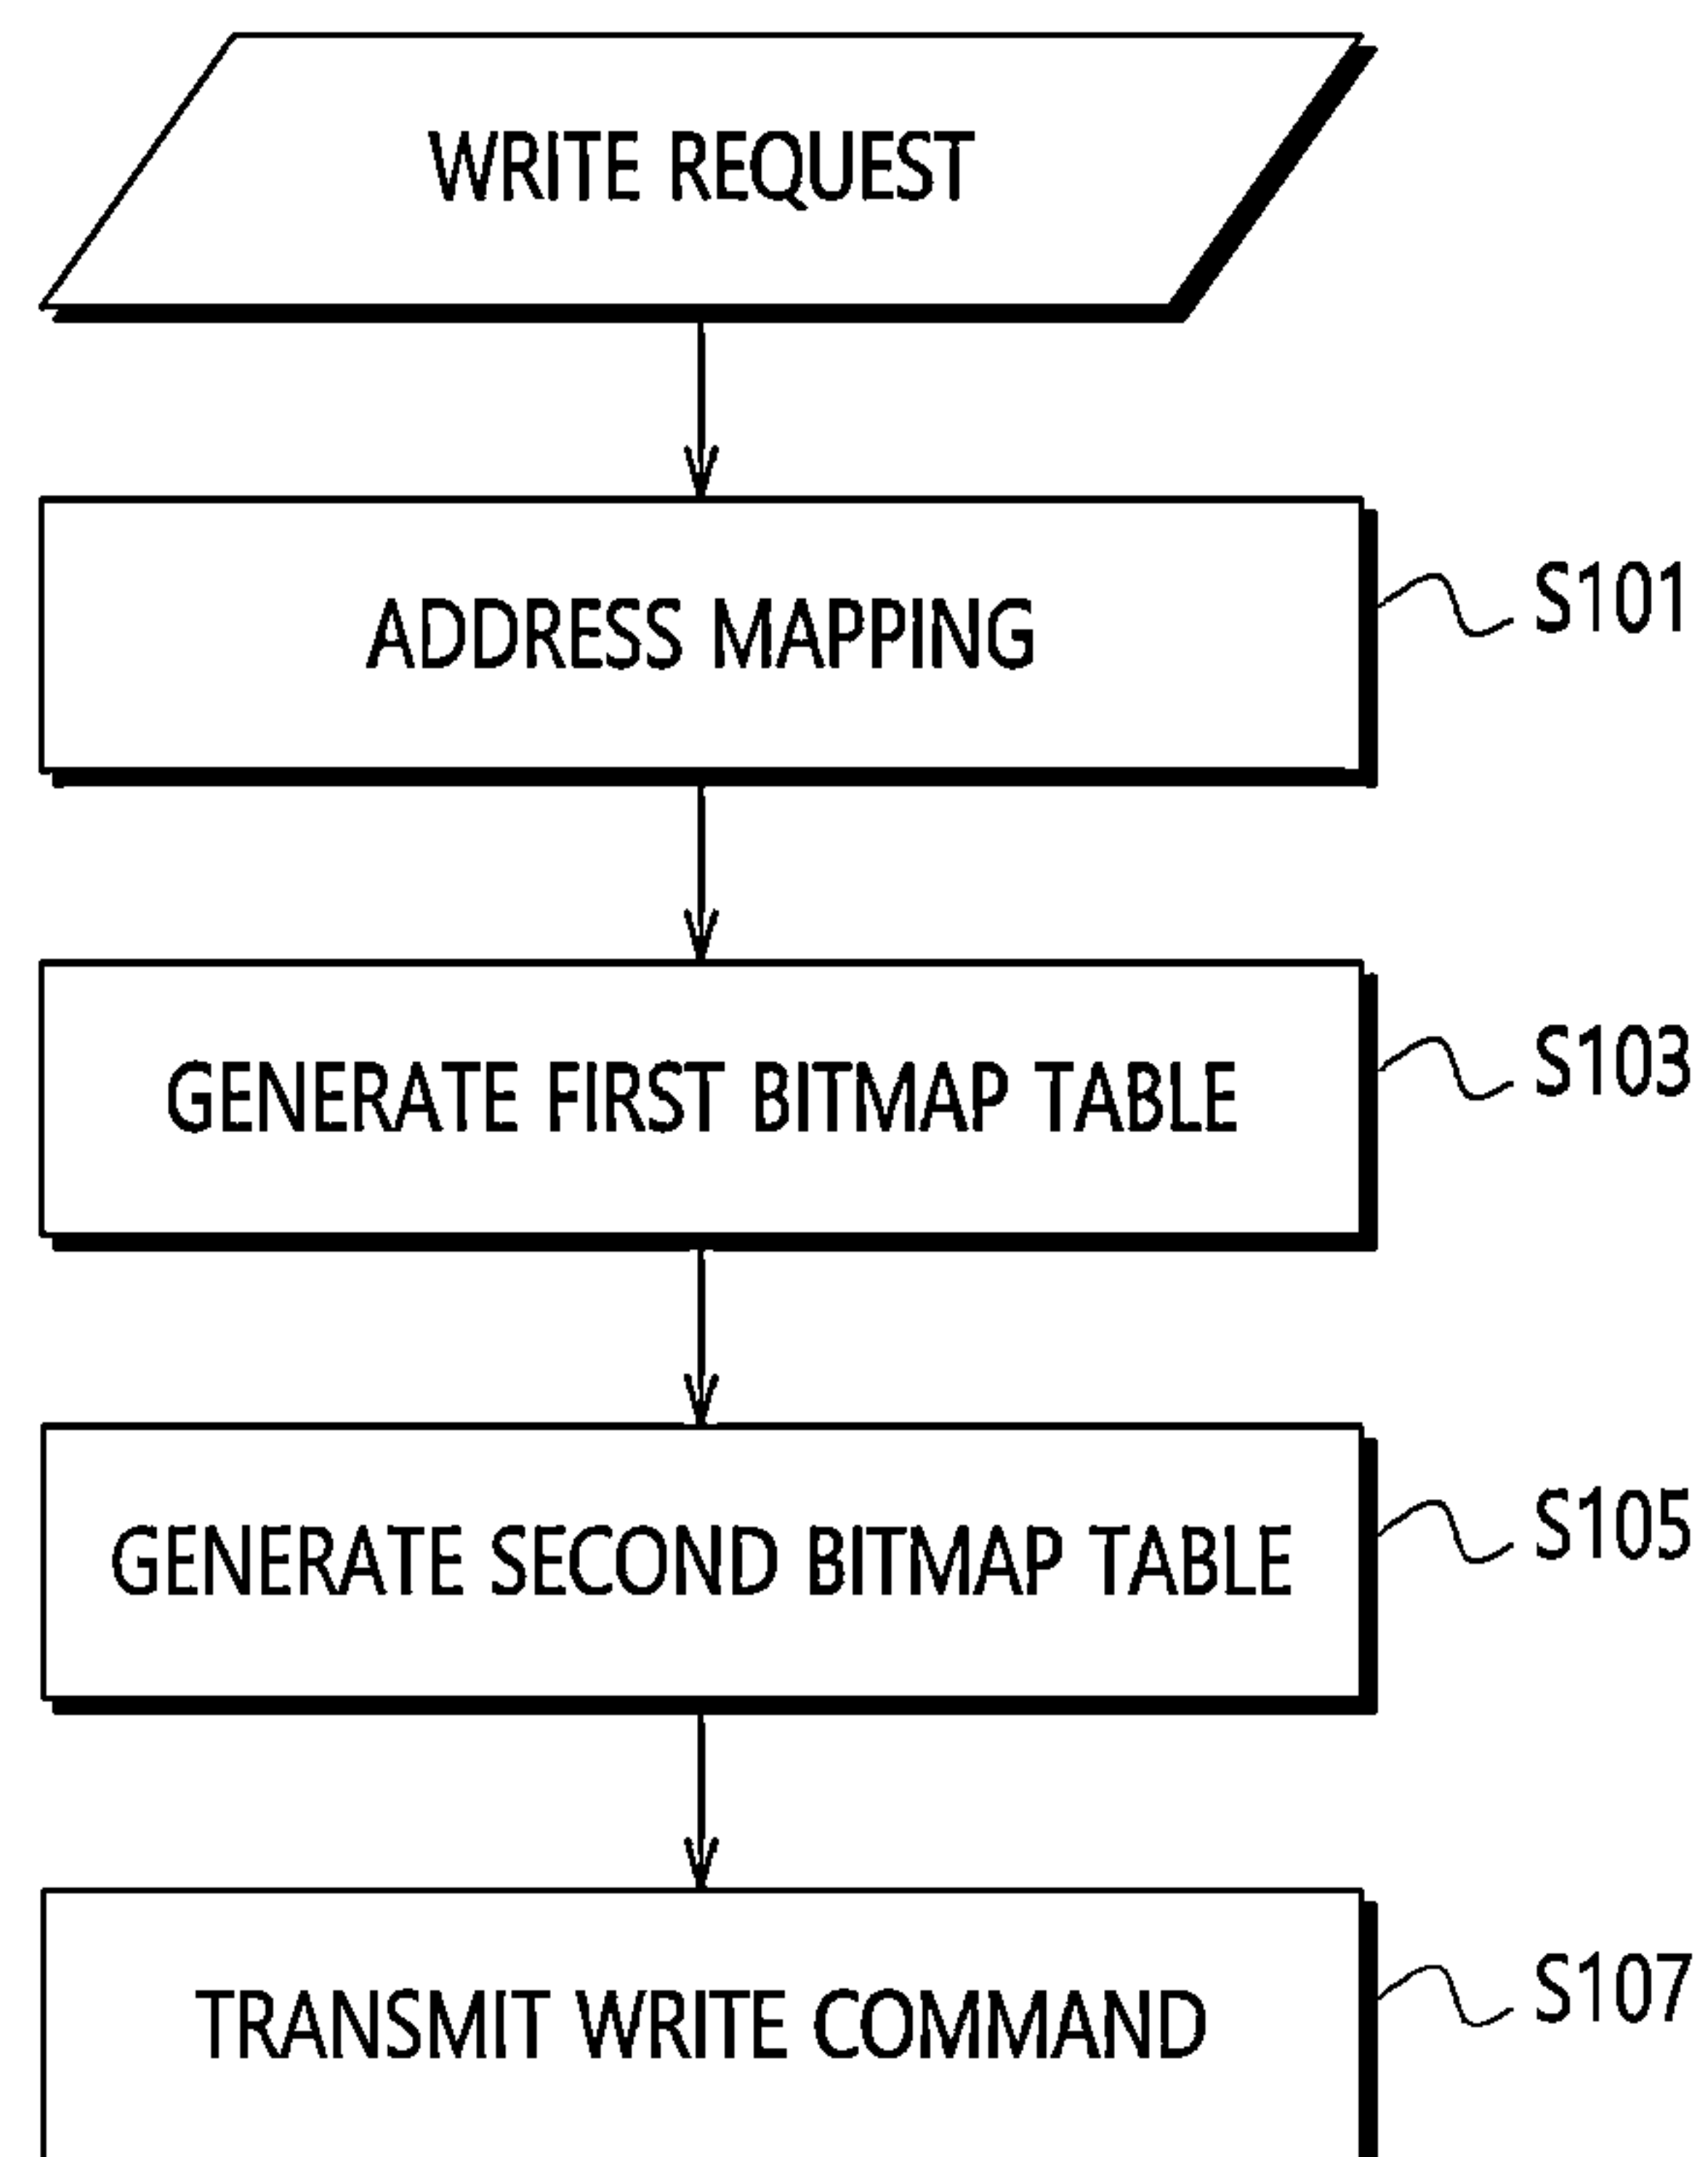 WRITE REQUEST
ADDRESS MAPPING
S101
GENERATE FIRST BITMAP TABLE
S103
GENERATE SECOND BITMAP TABLE
S105
TRANSMIT WRITE COMMAND
S107